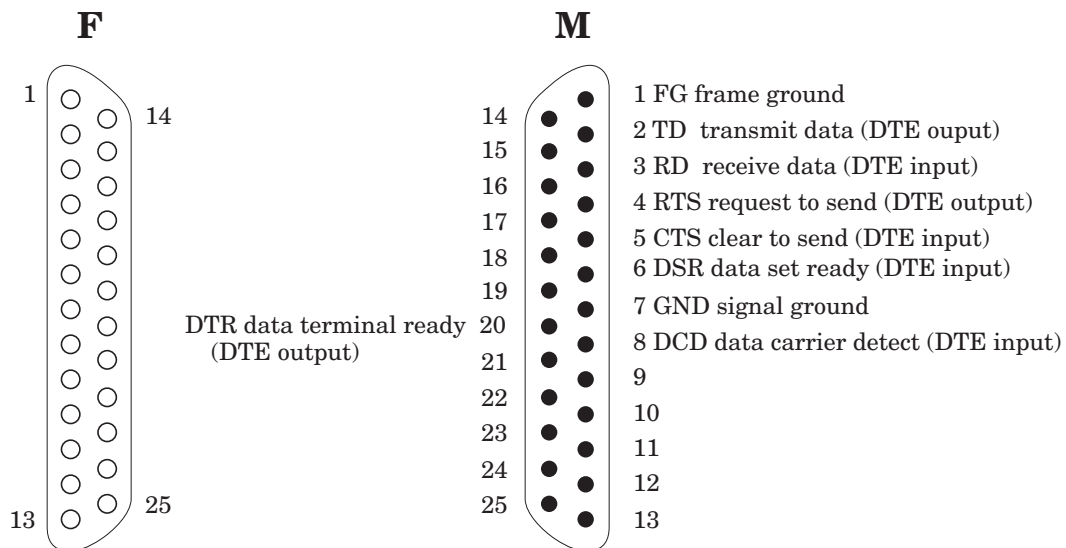 F
M
1
14
13
25
14
15
16
17
18
19
DTR data terminal ready 20
(DTE output)
21
22
23
24
25
1 FG frame ground
2 TD transmit data (DTE ouput)
3 RD receive data (DTE input)
4 RTS request to send (DTE output)
5 CTS clear to send (DTE input)
6 DSR data set ready (DTE input)
7 GND signal ground
8 DCD data carrier detect (DTE input)
9
10
11
12
13